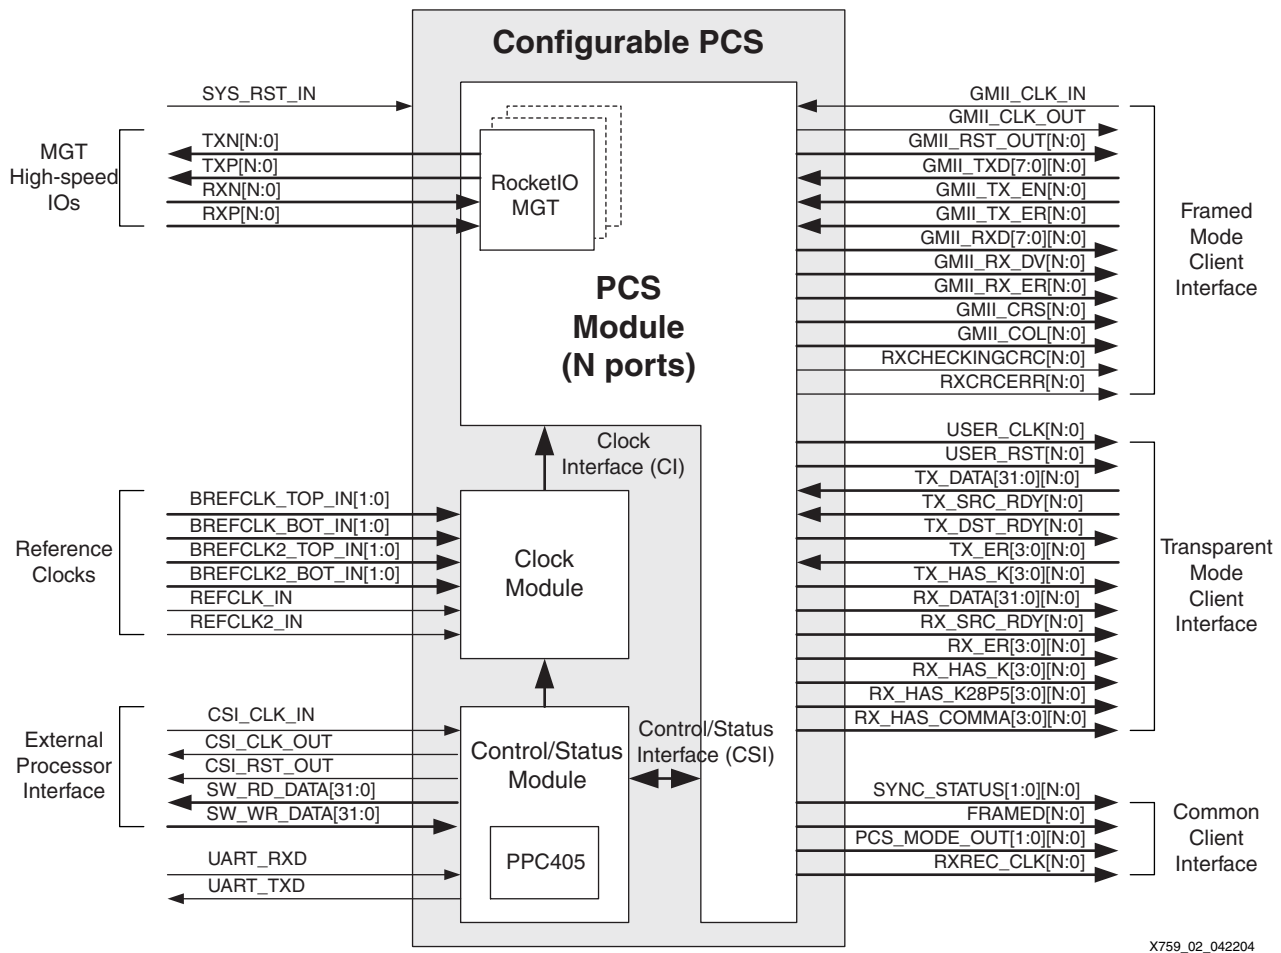 Configurable PCS
SYS_RST_IN
MGT
High-speed
IOs
TXN[N:0]
TXP[N:0]
RXN[N:0]
RXP[N:0]
RocketIO
MGT
PCS
Module
(N ports)
GMII_CLK_IN
GMII_CLK_OUT
GMII_RST_OUT[N:0]
GMII_TXD[7:0][N:0]
GMII_TX_EN[N:0]
GMII_TX_ER[N:0]
GMII_RXD[7:0][N:0]
GMII_RX_DV[N:0]
GMII_RX_ER[N:0]
GMII_CRS[N:0]
GMII_COL[N:0]
RXCHECKINGCRC[N:0]
RXCRCERR[N:0]
Framed
Mode
Client
Interface
Clock
Interface (CI)
Reference
Clocks
BREFCLK_TOP_IN[1:0]
BREFCLK_BOT_IN[1:0]
BREFCLK2_TOP_IN[1:0]
BREFCLK2_BOT_IN[1:0]
REFCLK_IN
REFCLK2_IN
Clock
Module
USER_CLK[N:0]
USER_RST[N:0]
TX_DATA[31:0][N:0]
TX_SRC_RDY[N:0]
TX_DST_RDY[N:0]
TX_ER[3:0][N:0]
TX_HAS_K[3:0][N:0]
RX_DATA[31:0][N:0]
RX_SRC_RDY[N:0]
RX_ER[3:0][N:0]
RX_HAS_K[3:0][N:0]
RX_HAS_K28P5[3:0][N:0]
RX_HAS_COMMA[3:0][N:0]
Transparent
Mode
Client
Interface
External
Processor
Interface
CSI_CLK_IN
CSI_CLK_OUT
CSI_RST_OUT
SW_RD_DATA[31:0]
SW_WR_DATA[31:0]
UART_RXD
UART_TXD
Control/Status
Module
PPC405
Control/Status
Interface (CSI)
SYNC_STATUS[1:0][N:0]
FRAMED[N:0]
PCS_MODE_OUT[1:0][N:0]
RXREC_CLK[N:0]
Common
Client
Interface
X759_02_042204